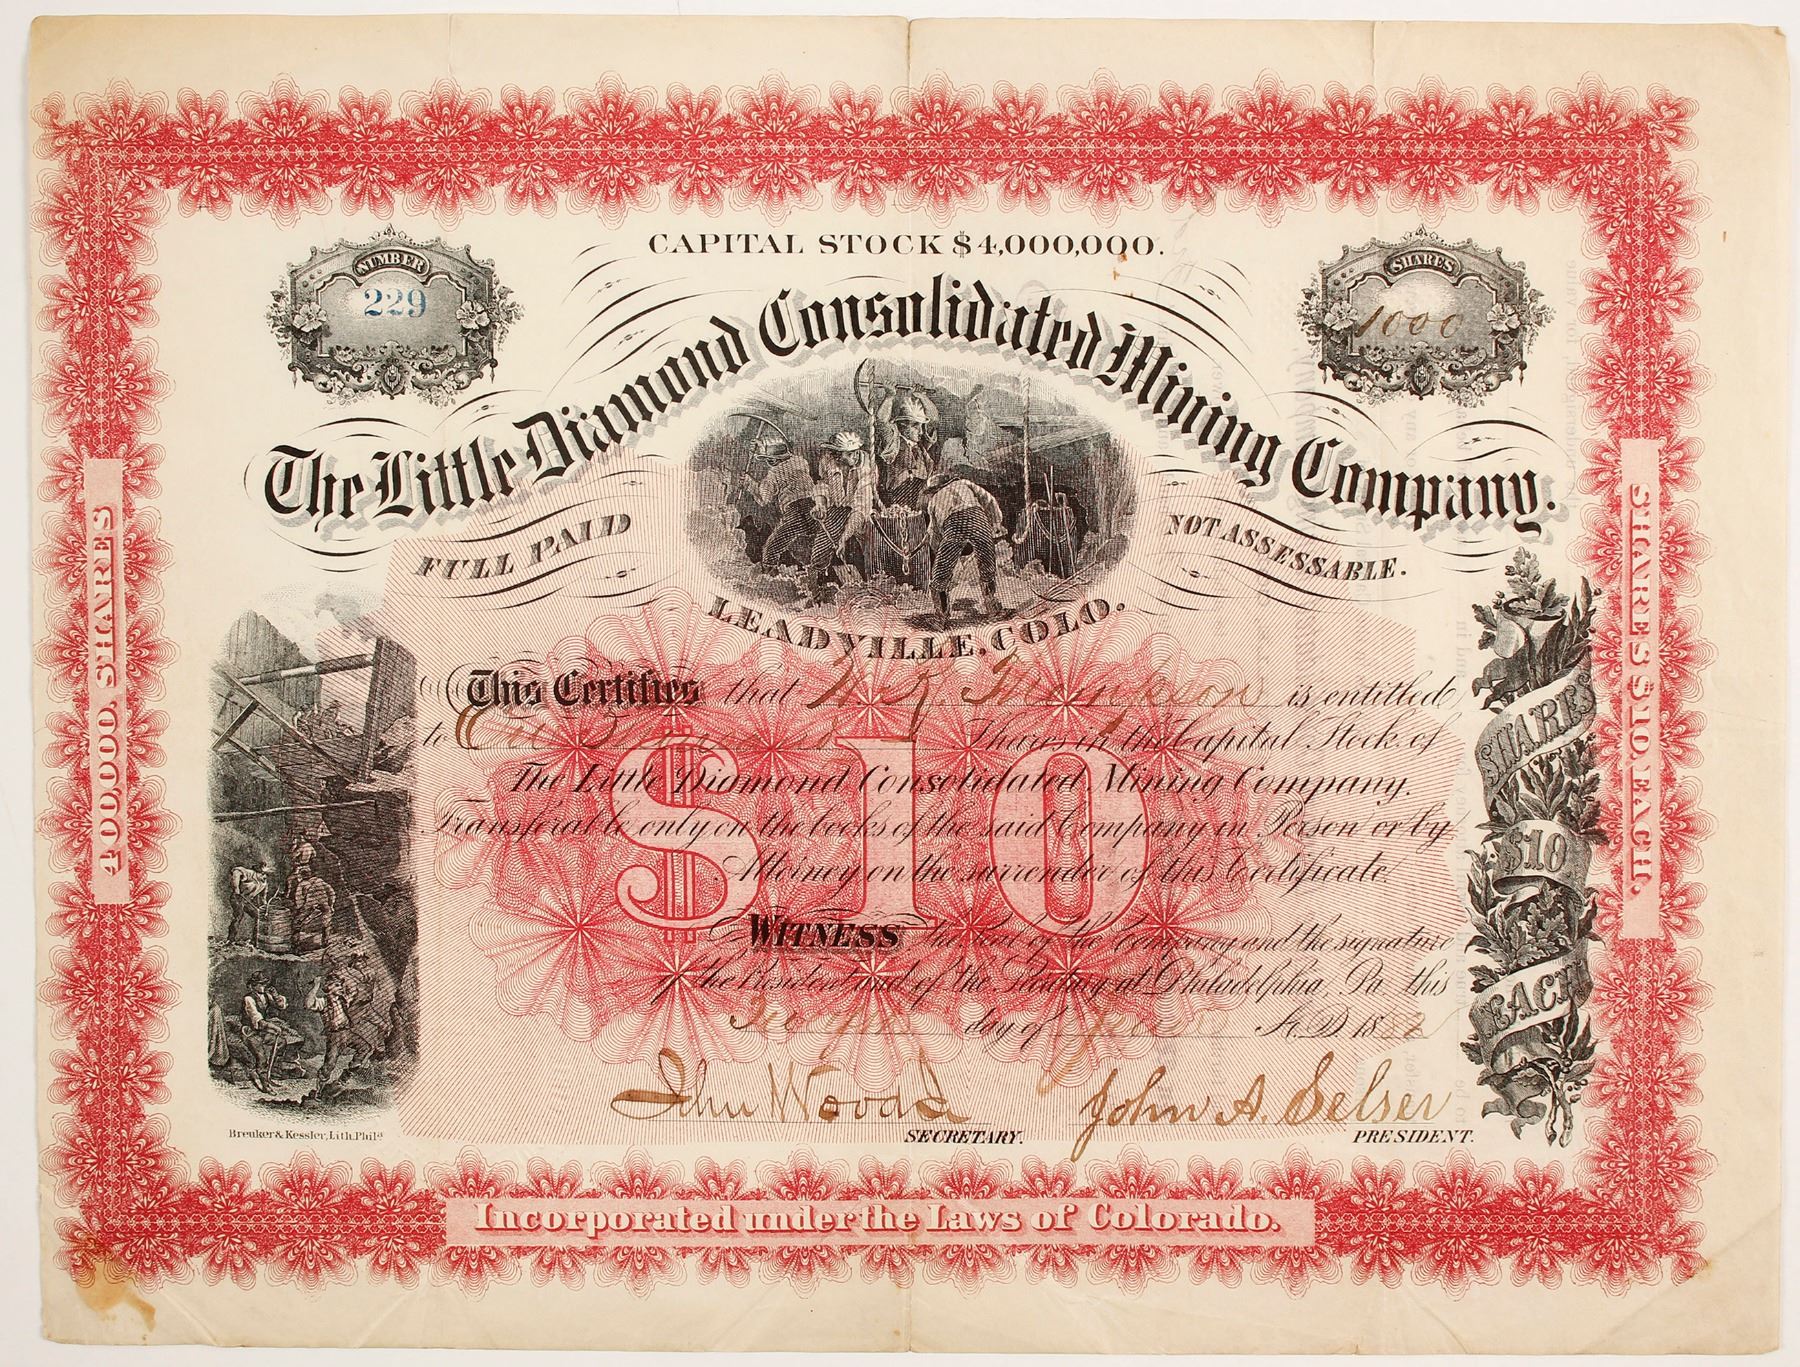 CAPITAL STOCK $4,000,000.
NUMBER
229
SHARES
1000
The Little Diamond Consolidated Mining Company.
FULL PAID
NOT ASSESSABLE.
LEADVILLE, COLO.
This Certifies that W. R. is entitled
to One Thousand Shares in the Capital Stock of
The Little Diamond Consolidated Mining Company.
Transferable only on the books of the said Company in Person or by
Attorney on the surrender of this Certificate
WITNESS the Seal of the Company and the signature
of the President and of the Secretary at Philadelphia, Pa. this
day of A.D. 1882
John Woods
SECRETARY.
John A. Selser
PRESIDENT.
Breuker & Kessler, Lith. Phila.
400,000 SHARES
SHARES $10. EACH.
SHARES
$10
EACH
$10
Incorporated under the Laws of Colorado.